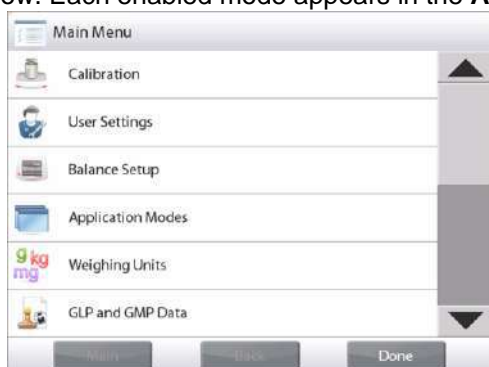 ow. Each enabled mode appears in the A
Main Menu
Calibration
User Settings
Balance Setup
Application Modes
g kg
mg
Weighing Units
GLP and GMP Data
Main
Back
Done